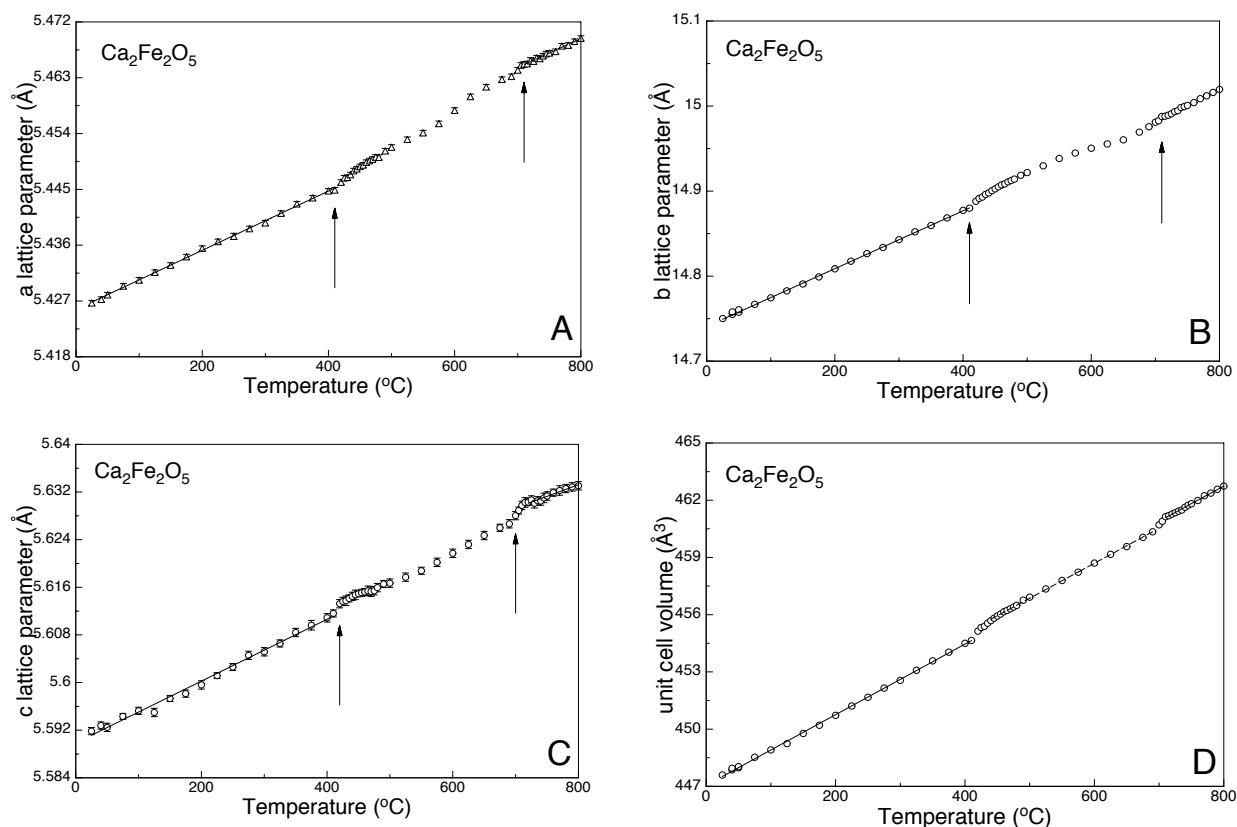 5.472
5.463
5.454
5.445
5.436
5.427
5.418
a lattice parameter (Å)
Ca₂Fe₂O₅
A
0 200 400 600 800
Temperature (ºC)
15.1
15
14.9
14.8
14.7
b lattice parameter (Å)
Ca₂Fe₂O₅
B
0 200 400 600 800
Temperature (ºC)
5.64
5.632
5.624
5.616
5.608
5.6
5.592
5.584
c lattice parameter (Å)
Ca₂Fe₂O₅
C
0 200 400 600 800
Temperature (ºC)
465
462
459
456
453
450
447
unit cell volume (Å³)
Ca₂Fe₂O₅
D
0 200 400 600 800
Temperature (ºC)